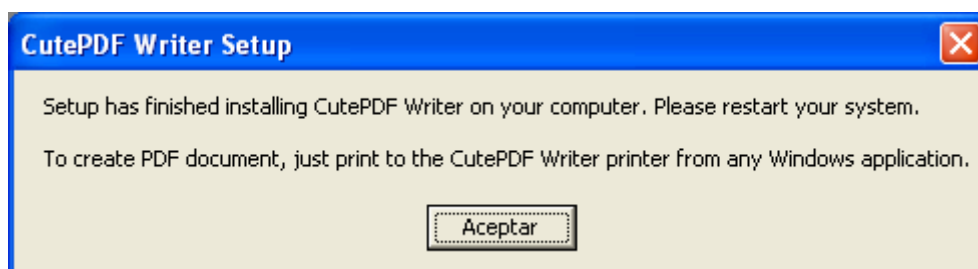 CutePDF Writer Setup
Setup has finished installing CutePDF Writer on your computer. Please restart your system.
To create PDF document, just print to the CutePDF Writer printer from any Windows application.
Aceptar